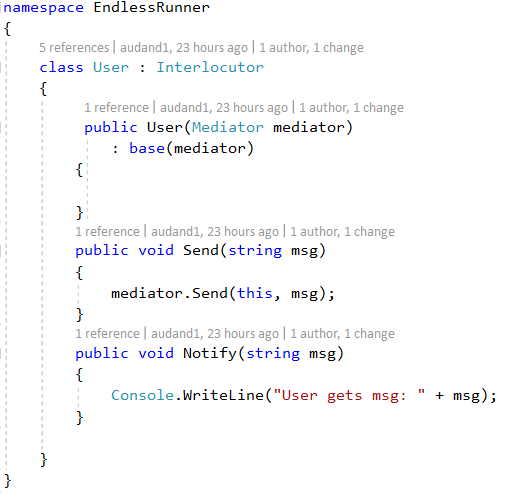 namespace EndlessRunner
{
5 references | audand1, 23 hours ago | 1 author, 1 change
class User : Interlocutor
{
1 reference | audand1, 23 hours ago | 1 author, 1 change
public User(Mediator mediator)
: base(mediator)
{
}
1 reference | audand1, 23 hours ago | 1 author, 1 change
public void Send(string msg)
{
mediator.Send(this, msg);
}
1 reference | audand1, 23 hours ago | 1 author, 1 change
public void Notify(string msg)
{
Console.WriteLine("User gets msg: " + msg);
}
}
}